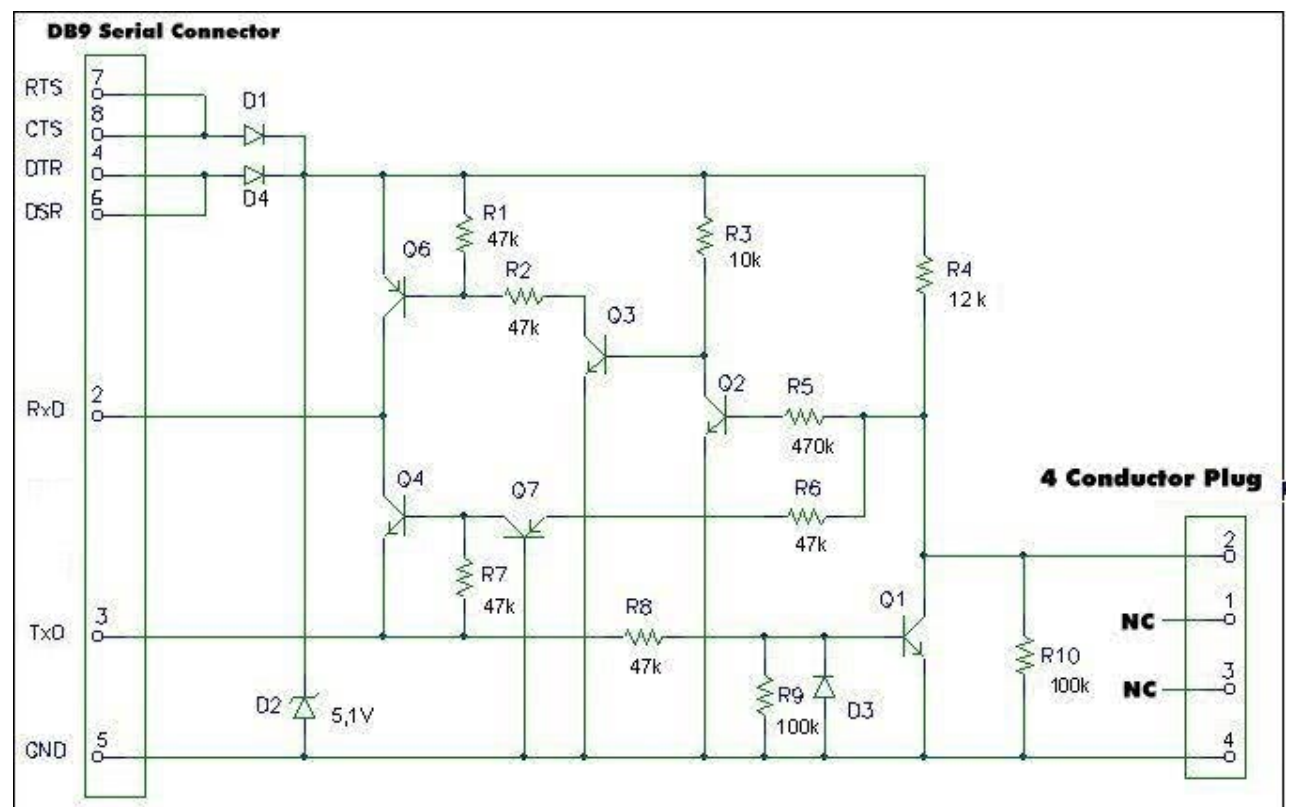 DB9 Serial Connector
RTS 7
CTS 8
DTR 4
DSR 6
D1
D4
R1
47k
R2
47k
Q6
Q3
R3
10k
R4
12 k
RxD 2
Q2
R5
470k
Q4
Q7
R6
47k
R7
47k
4 Conductor Plug
2
1
NC
3
NC
4
TxD 3
R8
47k
Q1
R9
100k
D3
R10
100k
D2
5,1V
GND 5